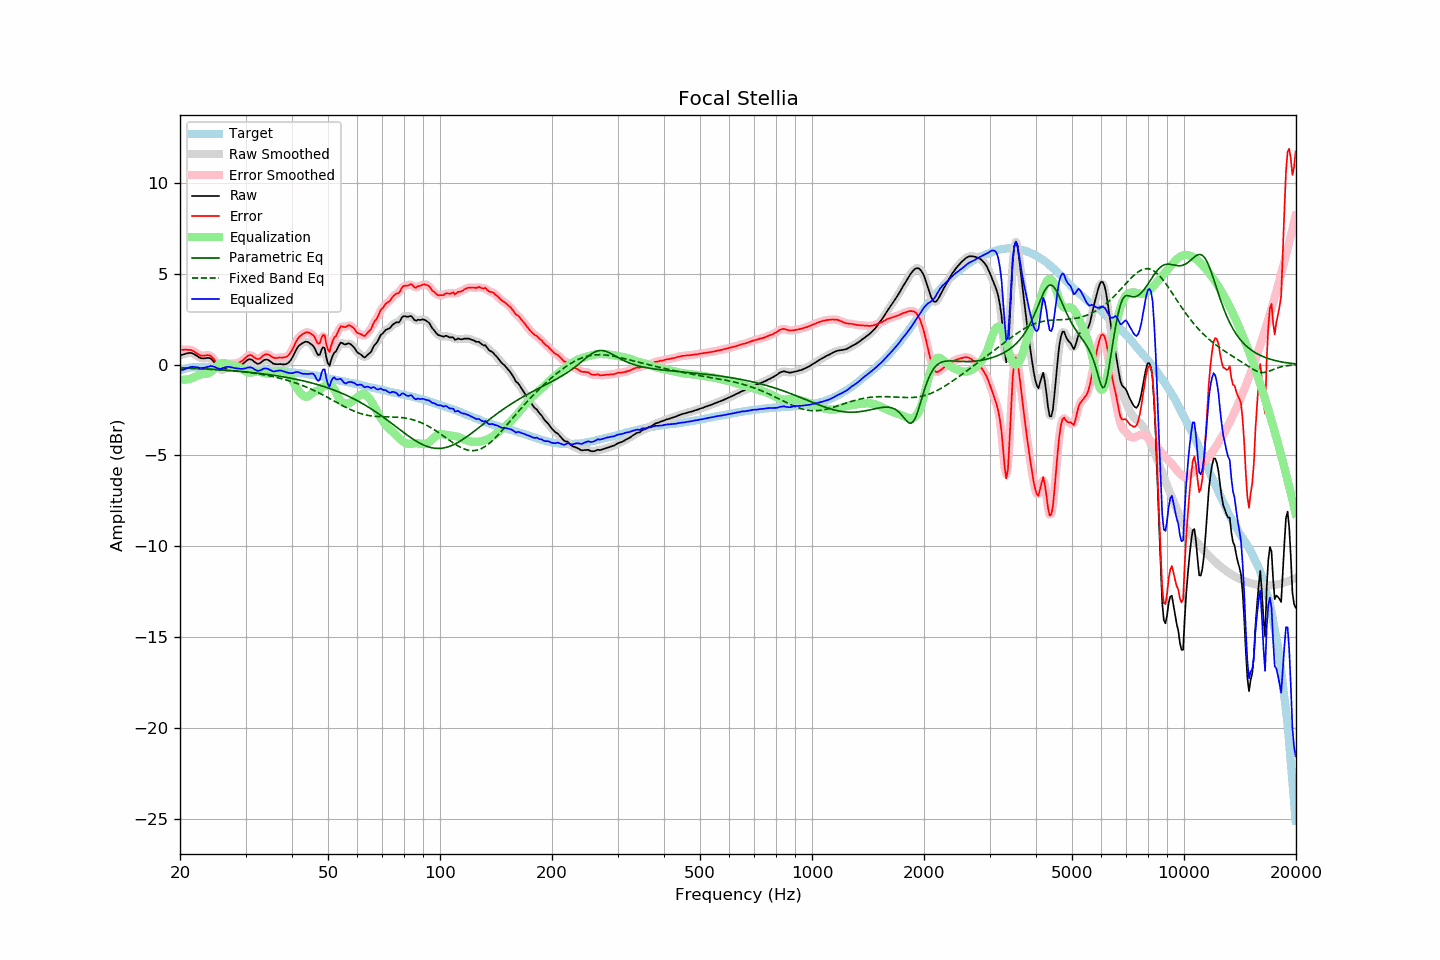 Focal Stellia
Target
Raw Smoothed
Error Smoothed
Raw
Error
Equalization
Parametric Eq
Fixed Band Eq
Equalized
10
5
0
−5
−10
−15
−20
−25
Amplitude (dBr)
20
50
100
200
500
1000
2000
5000
10000
20000
Frequency (Hz)